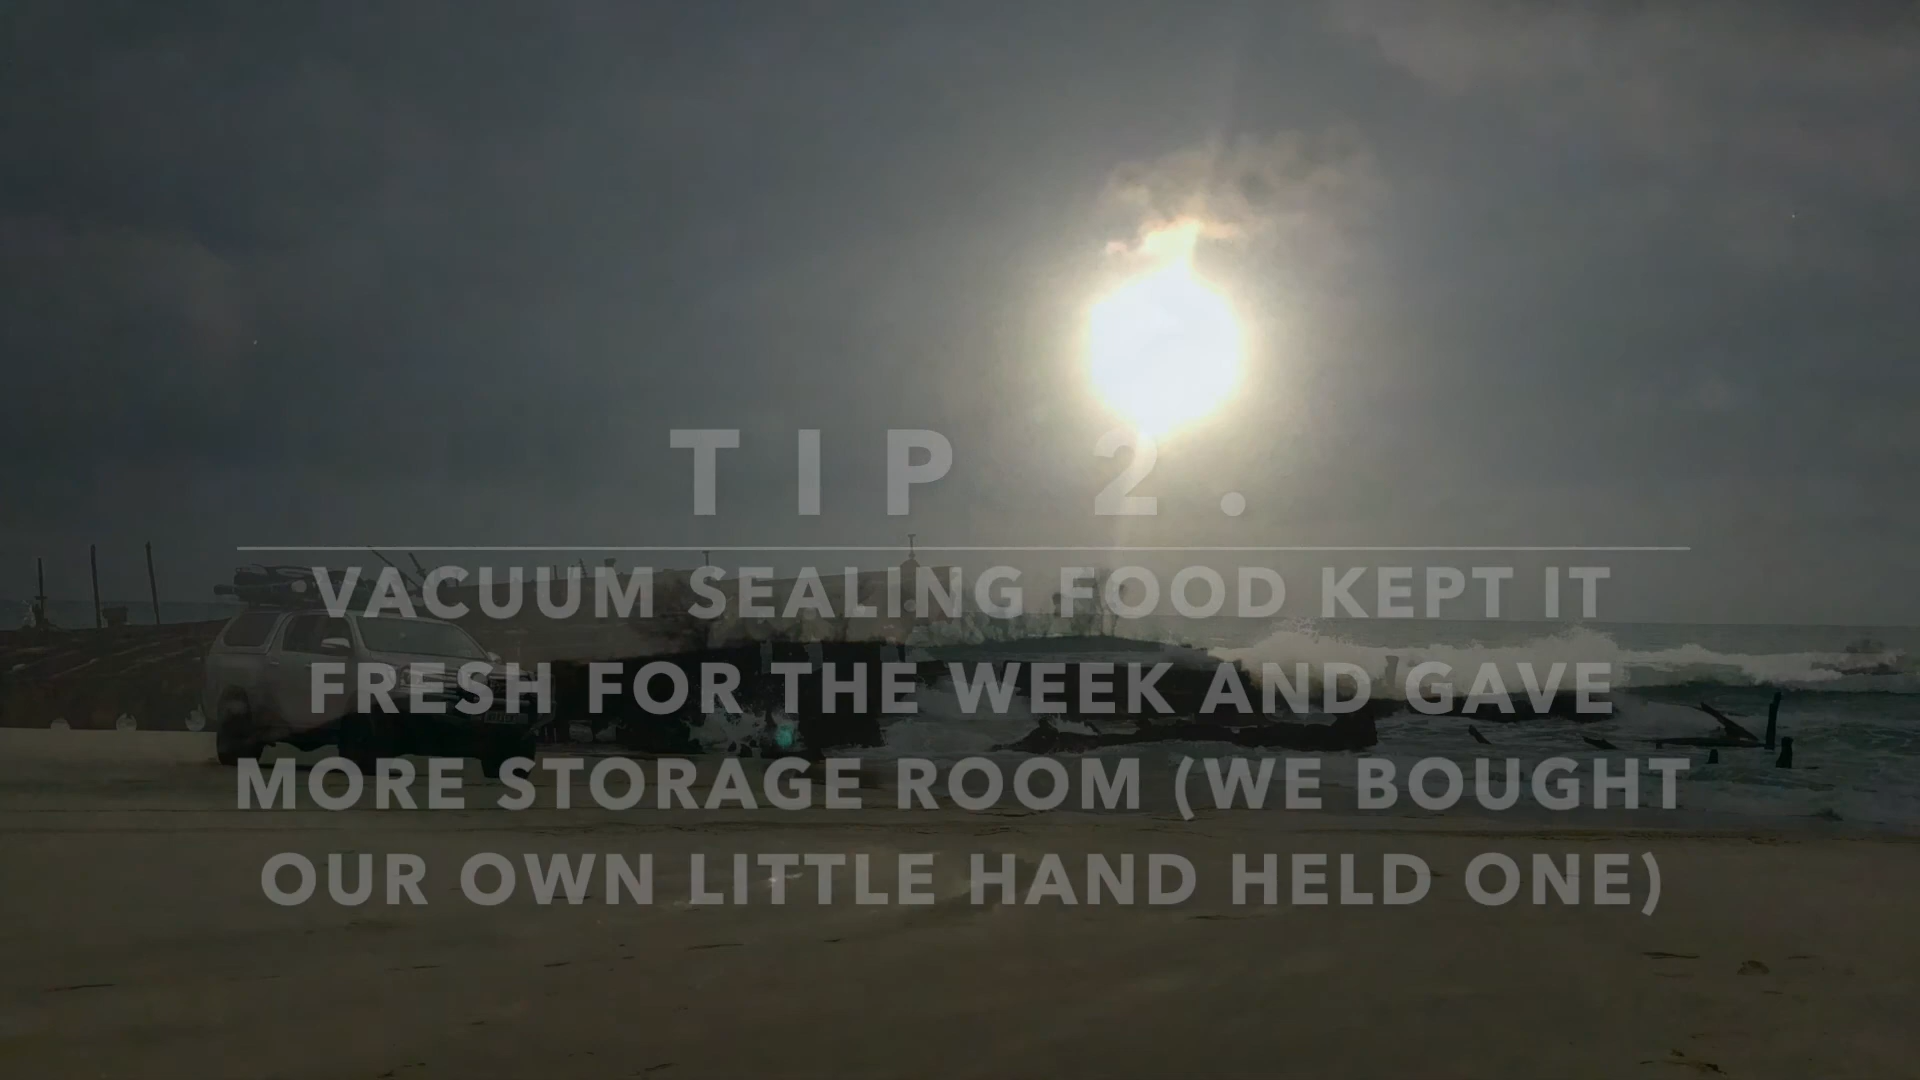 TIP 2.
VACUUM SEALING FOOD KEPT IT
FRESH FOR THE WEEK AND GAVE
MORE STORAGE ROOM (WE BOUGHT
OUR OWN LITTLE HAND HELD ONE)